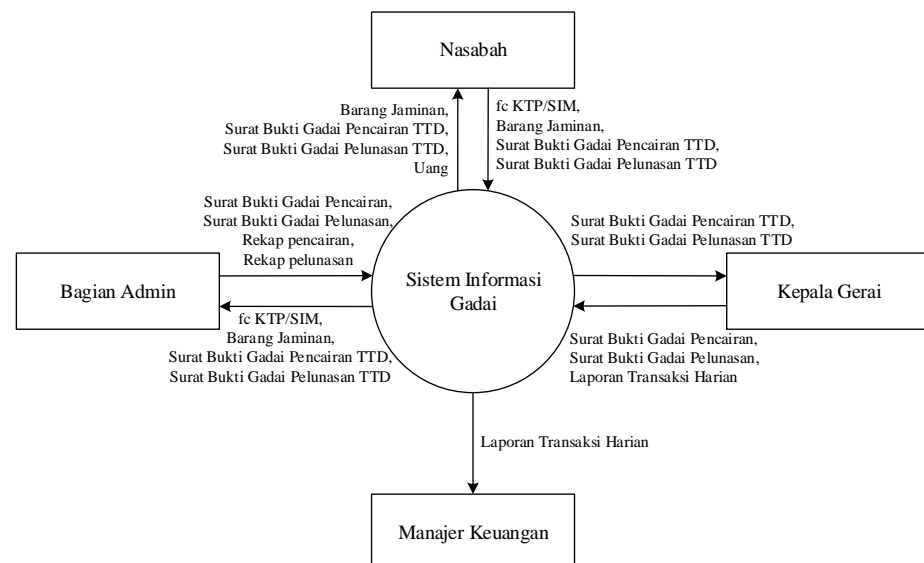 Nasabah
Barang Jaminan,
Surat Bukti Gadai Pencairan TTD,
Surat Bukti Gadai Pelunasan TTD,
Uang
fc KTP/SIM,
Barang Jaminan,
Surat Bukti Gadai Pencairan TTD,
Surat Bukti Gadai Pelunasan TTD
Surat Bukti Gadai Pencairan,
Surat Bukti Gadai Pelunasan,
Rekap pencairan,
Rekap pelunasan
Surat Bukti Gadai Pencairan TTD,
Surat Bukti Gadai Pelunasan TTD
Bagian Admin
Sistem Informasi
Gadai
Kepala Gerai
fc KTP/SIM,
Barang Jaminan,
Surat Bukti Gadai Pencairan TTD,
Surat Bukti Gadai Pelunasan TTD
Surat Bukti Gadai Pencairan,
Surat Bukti Gadai Pelunasan,
Laporan Transaksi Harian
Laporan Transaksi Harian
Manajer Keuangan